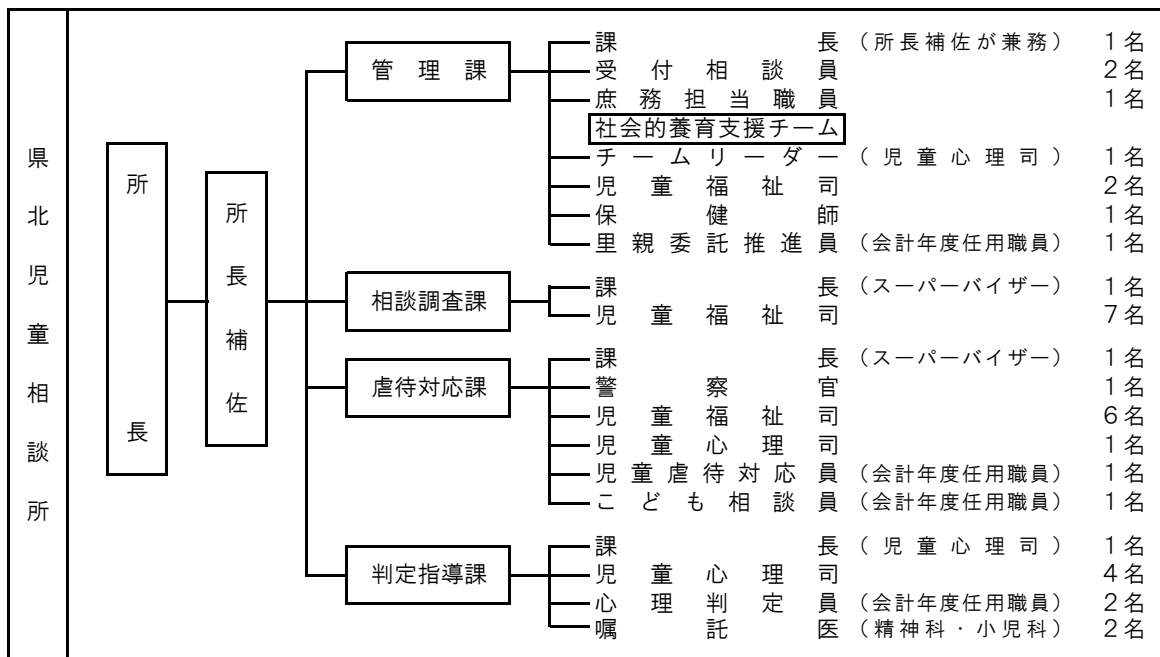 県北児童相談所
所長
所長補佐
管理課
課長（所長補佐が兼務） 1名
受付相談員 2名
庶務担当職員 1名
社会的養育支援チーム
チームリーダー（児童心理司） 1名
児童福祉司 2名
保健師 1名
里親委託推進員（会計年度任用職員） 1名
相談調査課
課長（スーパーバイザー） 1名
児童福祉司 7名
虐待対応課
課長（スーパーバイザー） 1名
警察官 1名
児童福祉司 6名
児童心理司 1名
児童虐待対応員（会計年度任用職員） 1名
こども相談員（会計年度任用職員） 1名
判定指導課
課長（児童心理司） 1名
児童心理司 4名
心理判定員（会計年度任用職員） 2名
嘱託医（精神科・小児科） 2名